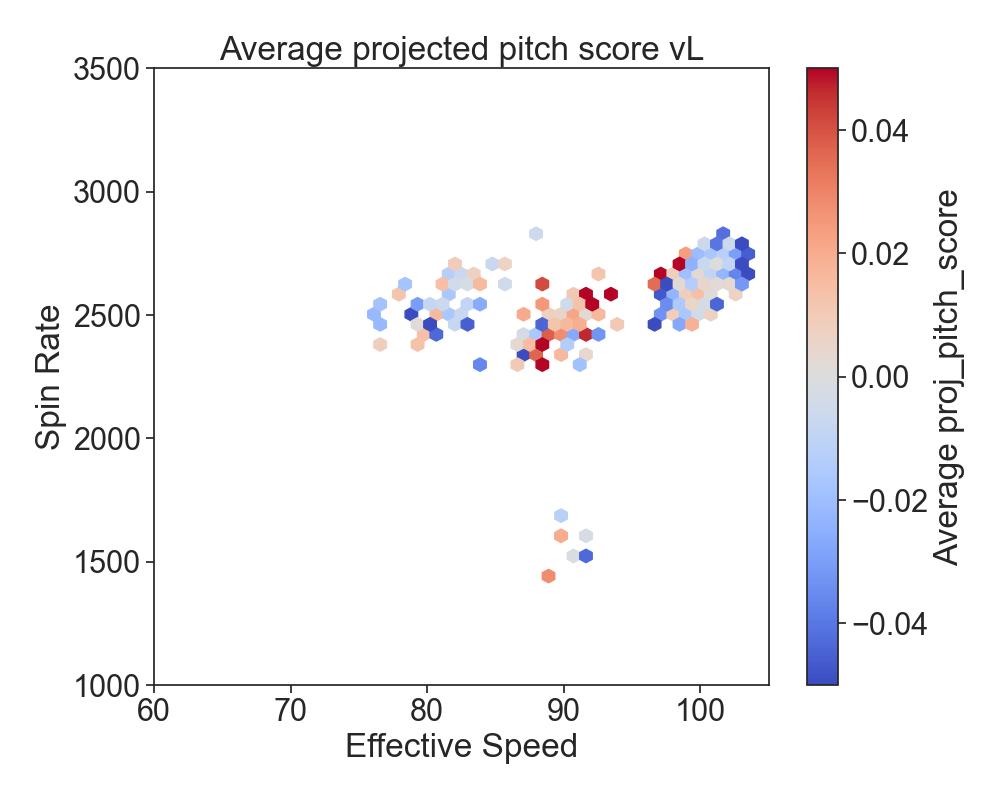 Average projected pitch score vL
3500
3000
2500
2000
1500
1000
Spin Rate
60 70 80 90 100
Effective Speed
0.04
0.02
0.00
−0.02
−0.04
Average proj_pitch_score